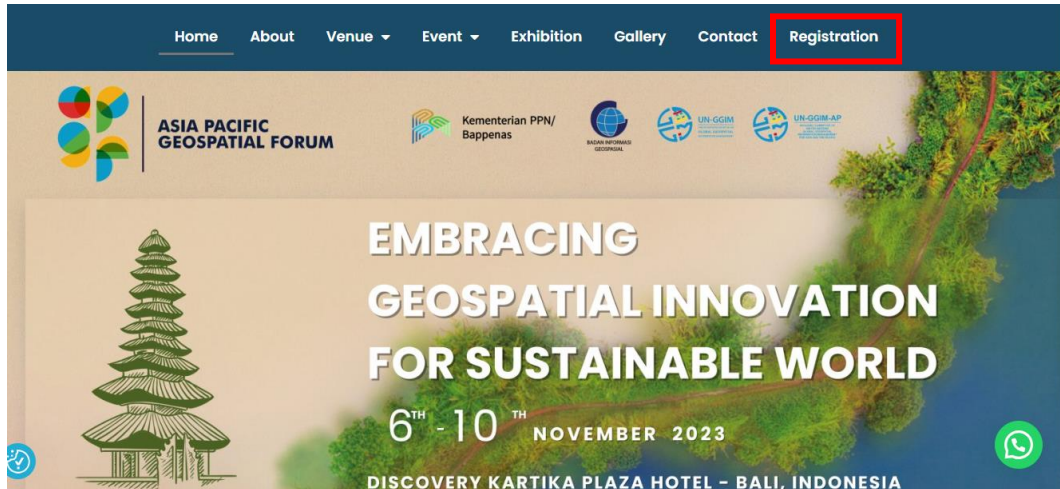 Home About Venue Event Exhibition Gallery Contact Registration
ASIA PACIFIC
GEOSPATIAL FORUM
Kementerian PPN/
Bappenas
BADAN INFORMASI
GEOSPASIAL
UN-GGIM
UN-GGIM-AP
EMBRACING
GEOSPATIAL INNOVATION
FOR SUSTAINABLE WORLD
6TH - 10 TH NOVEMBER 2023
DISCOVERY KARTIKA PLAZA HOTEL - BALI, INDONESIA